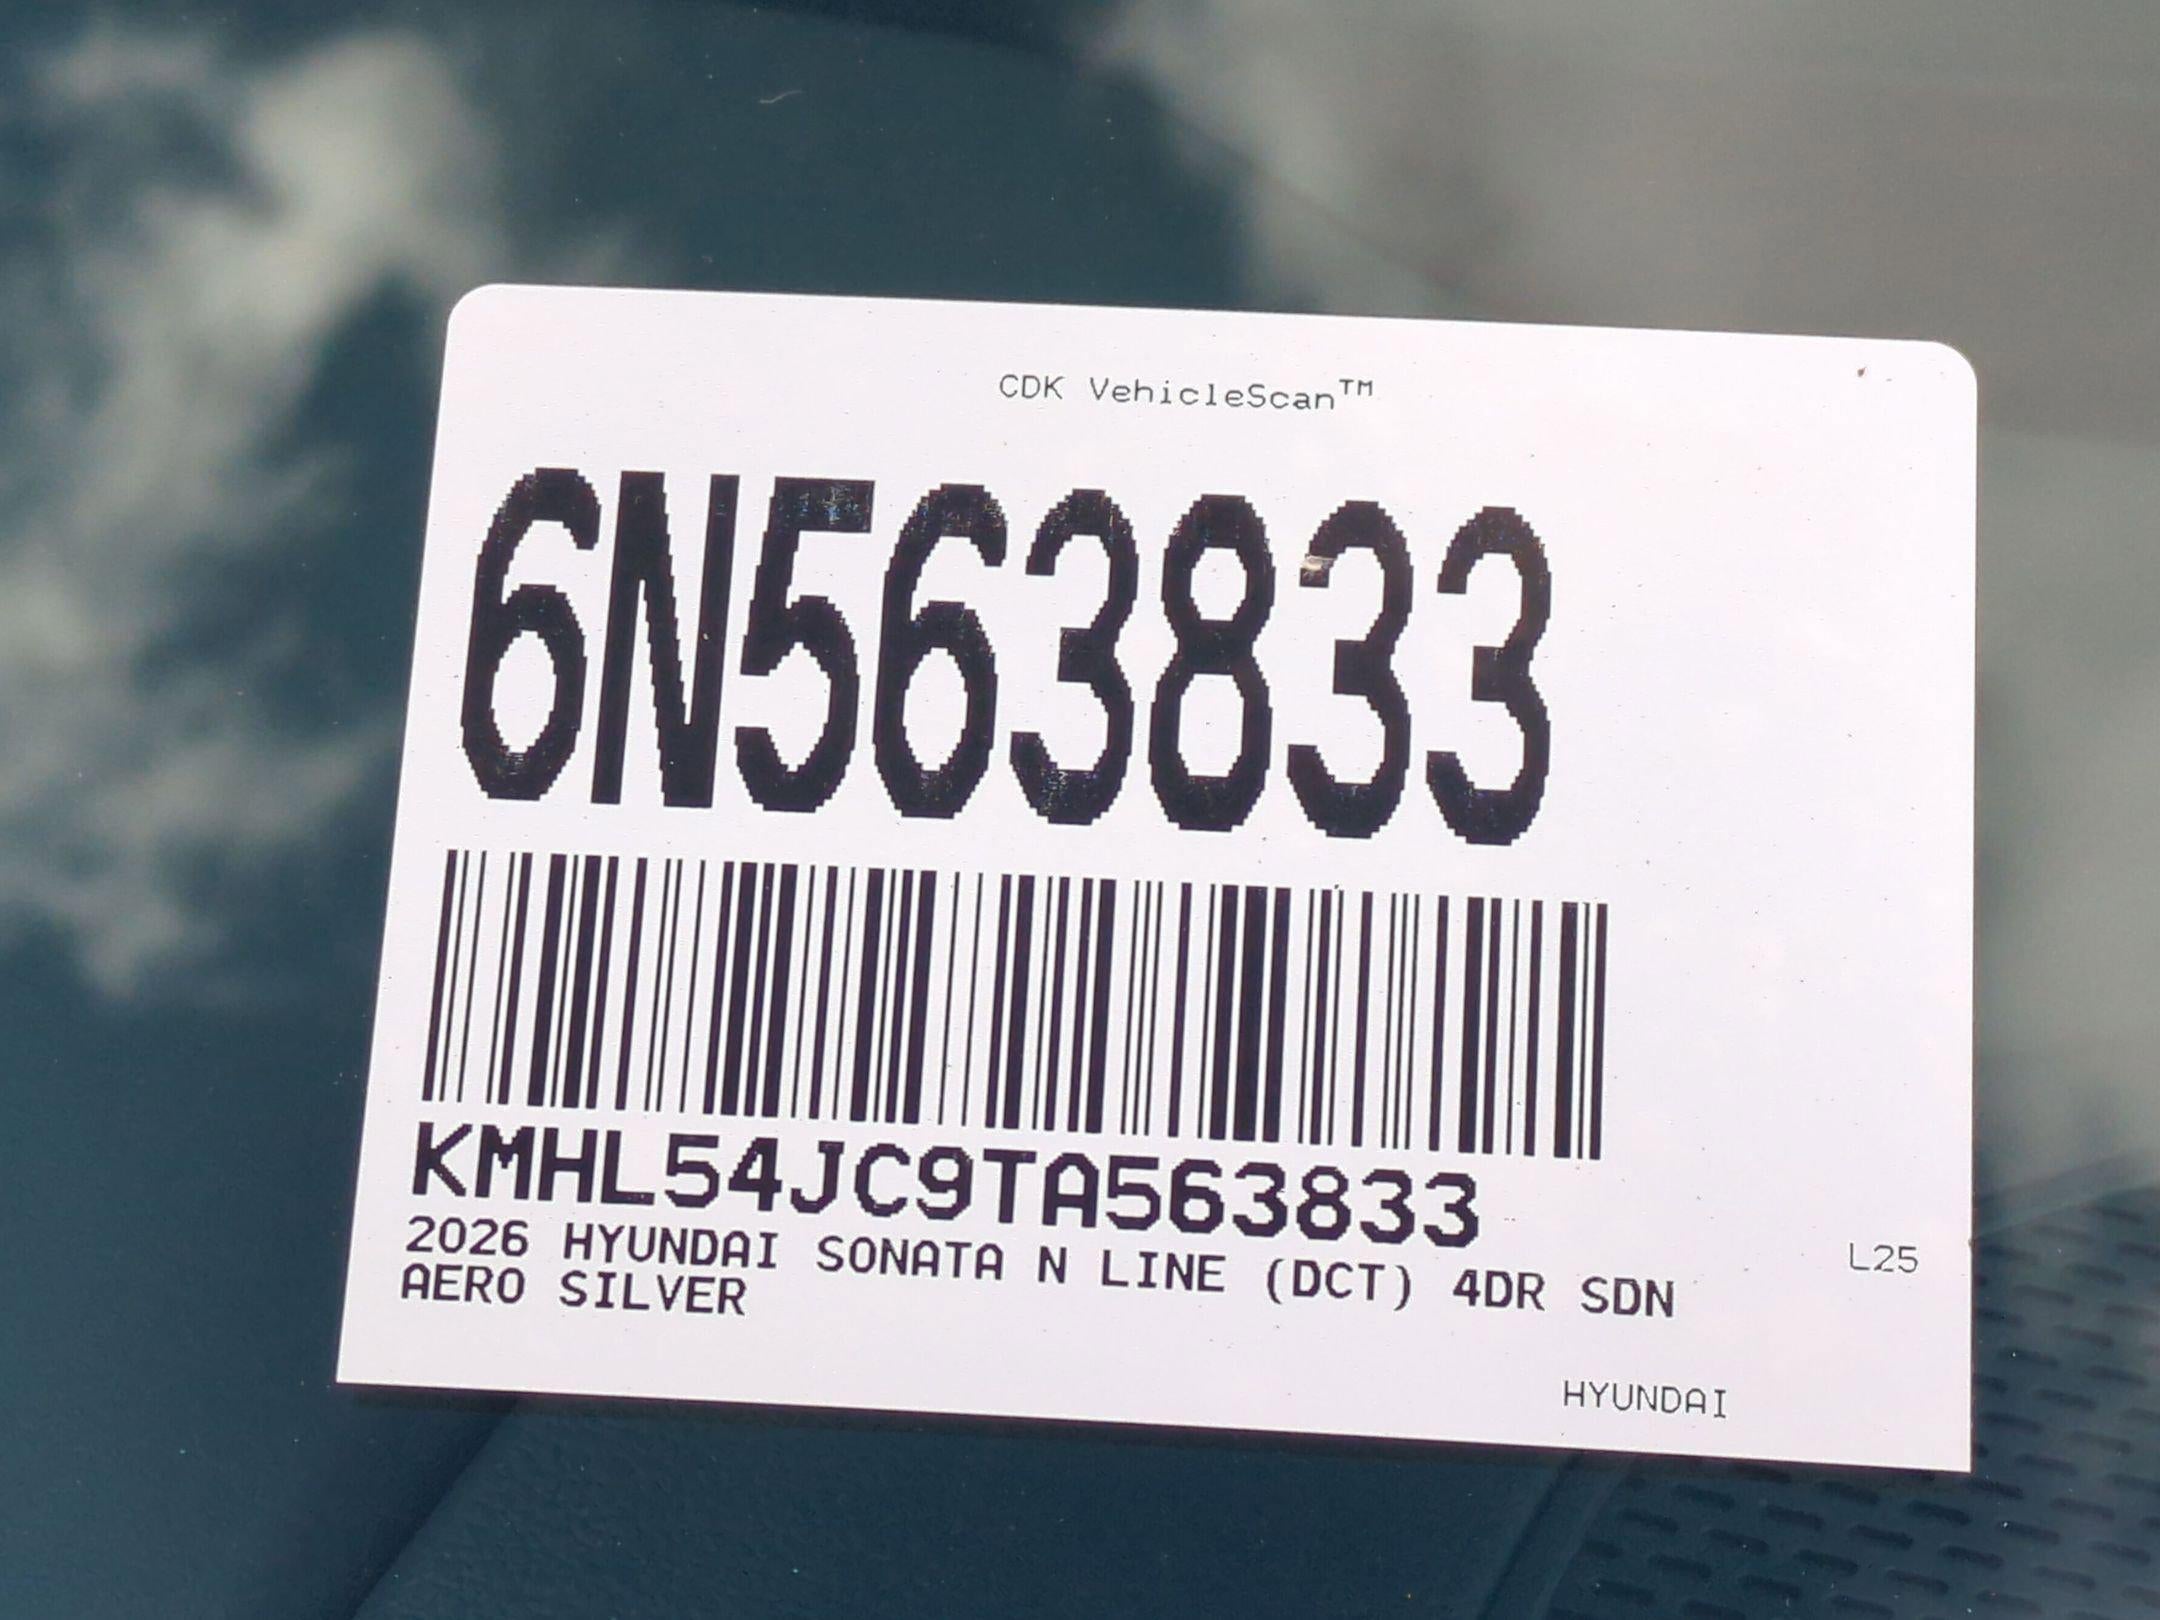 CDK VehicleScan™
6N563833
KMHL54JC9TA563833
2026 HYUNDAI SONATA N LINE (DCT) 4DR SDN
L25
AERO SILVER
HYUNDAI